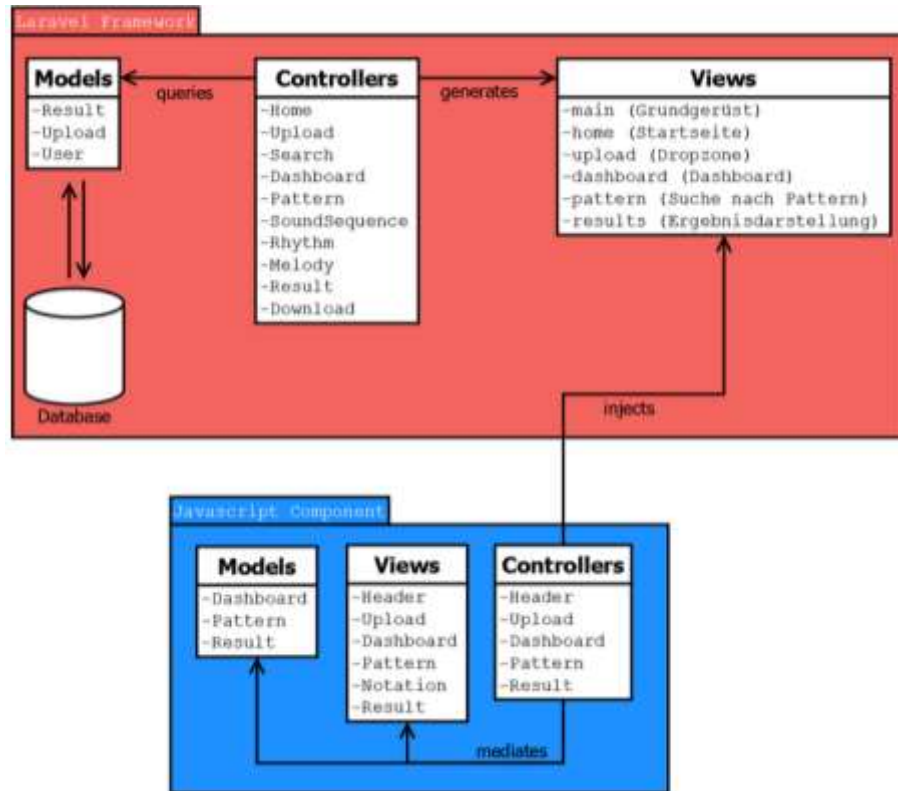 Laravel Framework
Models
-Result
-Upload
-User
queries
Controllers
-Home
-Upload
-Search
-Dashboard
-Pattern
-SoundSequence
-Rhythm
-Melody
-Result
-Download
generates
Views
-main (Grundgerüst)
-home (Startseite)
-upload (Dropzone)
-dashboard (Dashboard)
-pattern (Suche nach Pattern)
-results (Ergebnisdarstellung)
Database
injects
Javascript Component
Models
-Dashboard
-Pattern
-Result
Views
-Header
-Upload
-Dashboard
-Pattern
-Notation
-Result
Controllers
-Header
-Upload
-Dashboard
-Pattern
-Result
mediates